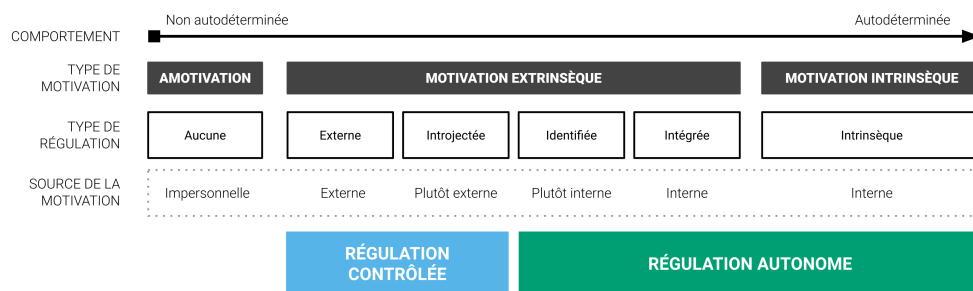 Non autodéterminée
Autodéterminée
COMPORTEMENT
TYPE DE
MOTIVATION
AMOTIVATION
MOTIVATION EXTRINSÈQUE
MOTIVATION INTRINSÈQUE
TYPE DE
RÉGULATION
Aucune
Externe
Introjectée
Identifiée
Intégrée
Intrinsèque
SOURCE DE LA
MOTIVATION
Impersonnelle
Externe
Plutôt externe
Plutôt interne
Interne
Interne
RÉGULATION
CONTRÔLÉE
RÉGULATION AUTONOME